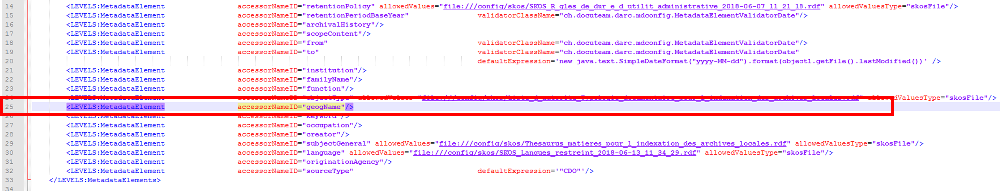 14 <LEVELS:MetadataElement accessorNameID="retentionPolicy" allowedValues="file:///config/skos/SKOS_R_gles_de_dur_e_d_utilit_administrative_2018-06-07_11_21_18.rdf" allowedValuesType="skosFile"/>
15 <LEVELS:MetadataElement accessorNameID="retentionPeriodBaseYear" validatorClassName="ch.docuteam.darc.mdconfig.MetadataElementValidatorDate"/>
16 <LEVELS:MetadataElement accessorNameID="archivalHistory"/>
17 <LEVELS:MetadataElement accessorNameID="scopeContent"/>
18 <LEVELS:MetadataElement accessorNameID="from" validatorClassName="ch.docuteam.darc.mdconfig.MetadataElementValidatorDate"/>
19 <LEVELS:MetadataElement accessorNameID="to" validatorClassName="ch.docuteam.darc.mdconfig.MetadataElementValidatorDate"
20 defaultExpression='new java.text.SimpleDateFormat("yyyy-MM-dd").format(object1.getFile().lastModified())' />
21 <LEVELS:MetadataElement accessorNameID="institution"/>
22 <LEVELS:MetadataElement accessorNameID="familyName"/>
23 <LEVELS:MetadataElement accessorNameID="function"/>
24 <LEVELS:MetadataElement accessorNameID="objectType" allowedValuesType="skosFile"/>
25 <LEVELS:MetadataElement accessorNameID="geogName"/>
26 <LEVELS:MetadataElement accessorNameID="keyword"/>
27 <LEVELS:MetadataElement accessorNameID="occupation"/>
28 <LEVELS:MetadataElement accessorNameID="creator"/>
29 <LEVELS:MetadataElement accessorNameID="subjectGeneral" allowedValues="file:///config/skos/Thesaurus_matieres_pour_l_indexation_des_archives_locales.rdf" allowedValuesType="skosFile"/>
30 <LEVELS:MetadataElement accessorNameID="language" allowedValues="file:///config/skos/SKOS_Langues_restreint_2018-06-13_11_34_29.rdf" allowedValuesType="skosFile"/>
31 <LEVELS:MetadataElement accessorNameID="originationAgency"/>
32 <LEVELS:MetadataElement accessorNameID="sourceType" defaultExpression='"CDO"'/>
33 </LEVELS:MetadataElements>
34